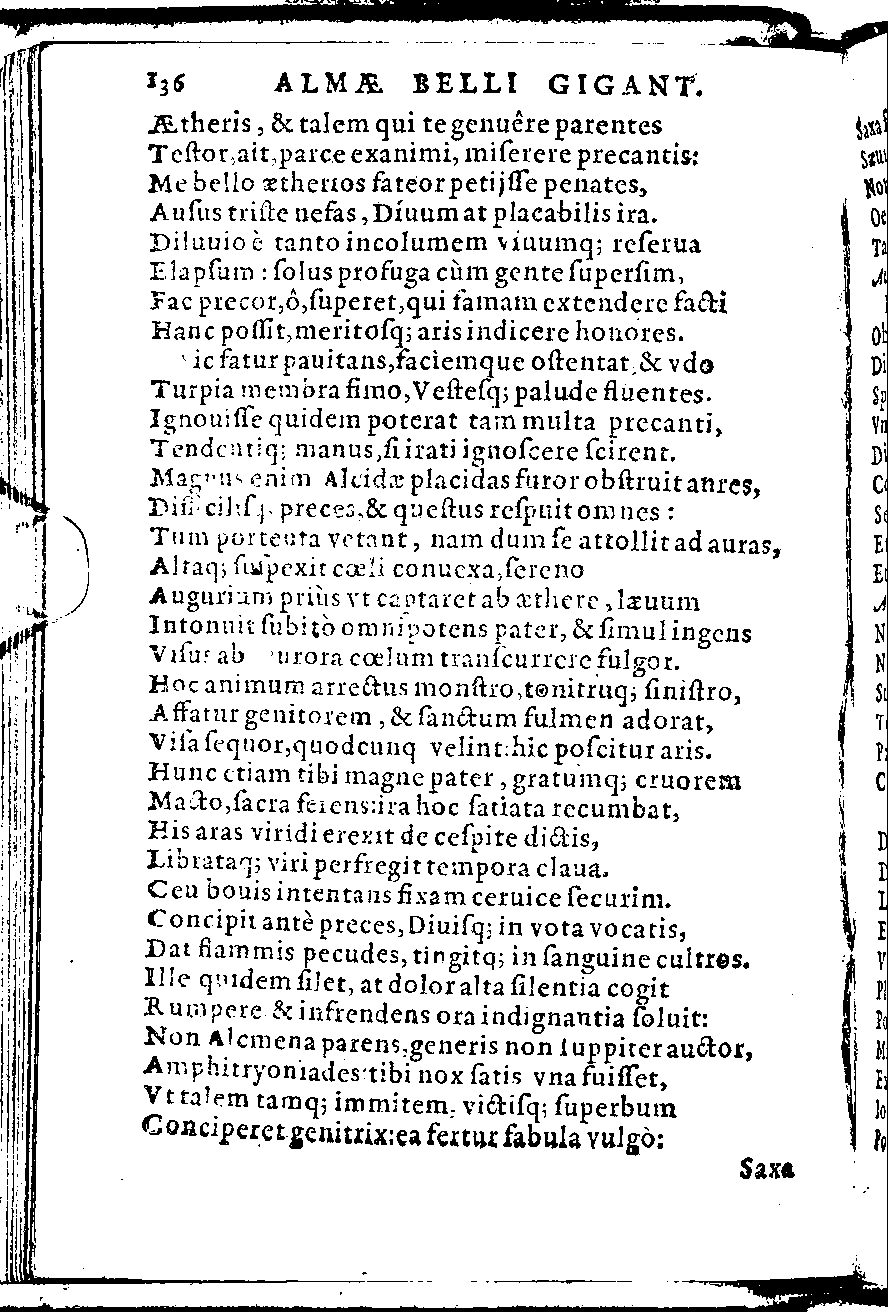 136 ALMÆ BELLI GIGANT.
Ætheris, & talem qui te genuêre parentes
Teſtor, ait, parce exanimi, miſerere precantis:
Me bello ætherios fateor petijſſe penates,
Auſus triſte nefas, Díuum at placabilis ira.
Diluuio è tanto incolumem viuumq; reſerua
Elapſum: ſolus profuga cùm gente ſuperſim,
Fac precor, ô, ſuperet, qui famam extendere facti
Hanc poſſit, meritoſq; aris indicere honores.
ic fatur pauitans, faciemque oſtentat, & vdo
Turpia membra fimo, Veſteſq; palude fluentes.
Ignouiſſe quidem poterat tam multa precanti,
Tendentiq; manus, ſi irati ignoſcere ſcirent.
Magnus enim Alcidæ placidas furor obſtruit aures,
Difficileſq; preces, & queſtus reſpuit omnes:
Tum portenta vetant, nam dum ſe attollit ad auras,
Altaq; ſuſpexit cœli conuexa, ſereno
Augurium priùs vt captaret ab æthere, læuum
Intonuit ſubitò omnipotens pater, & ſimul ingens
Viſus ab urora cœlum tranſcurrere fulgor.
Hoc animum arrectus monſtro, tonitruq; ſiniſtro,
Affatur genitorem, & ſanctum fulmen adorat,
Viſa ſequor, quodcunq velint: hic poſcitur aris.
Hunc etiam tibi magne pater, gratumq; cruorem
Macto, ſacra ferens: ira hoc ſatiata recumbat,
His aras viridi erexit de ceſpite dictis,
Librataq; viri perfregit tempora claua.
Ceu bouis intentans fixam ceruice ſecurim.
Concipit antè preces, Diuiſq; in vota vocatis,
Dat flammis pecudes, tingitq; in ſanguine cultros.
Ille quidem ſilet, at dolor alta ſilentia cogit
Rumpere & infrendens ora indignantia ſoluit:
Non Alcmena parens, generis non Iuppiter auctor,
Amphitryoniades tibi nox ſatis vna fuiſſet,
Vt talem tamq; immitem, victiſq; ſuperbum
Conciperet genitrix: ea fertur fabula vulgò:
Saxa